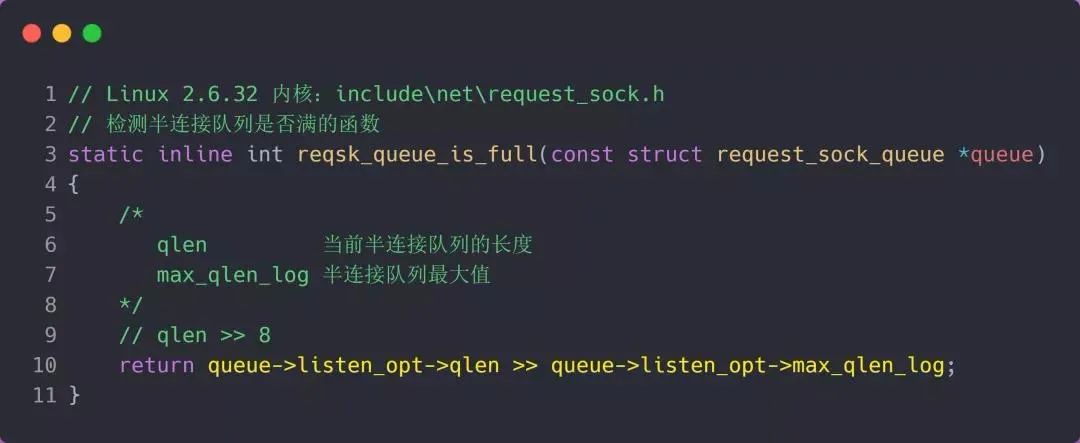 1 // Linux 2.6.32 内核：include\net\request_sock.h
2 // 检测半连接队列是否满的函数
3 static inline int reqsk_queue_is_full(const struct request_sock_queue *queue)
4 {
5     /*
6        qlen         当前半连接队列的长度
7        max_qlen_log 半连接队列最大值
8     */
9     // qlen >> 8
10     return queue->listen_opt->qlen >> queue->listen_opt->max_qlen_log;
11 }